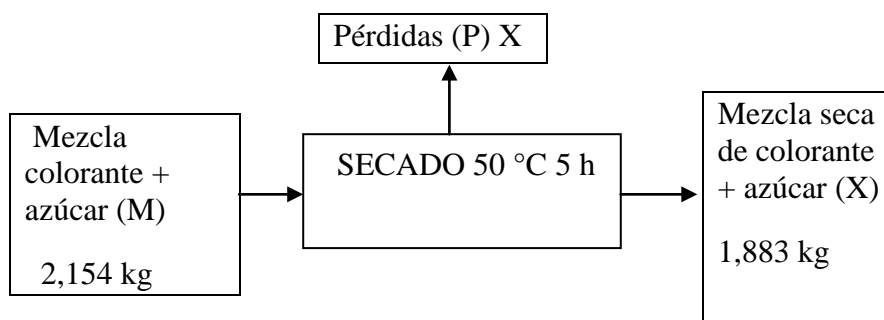 Pérdidas (P) X
Mezcla
colorante +
azúcar (M)
2,154 kg
SECADO 50 °C 5 h
Mezcla seca
de colorante
+ azúcar (X)
1,883 kg